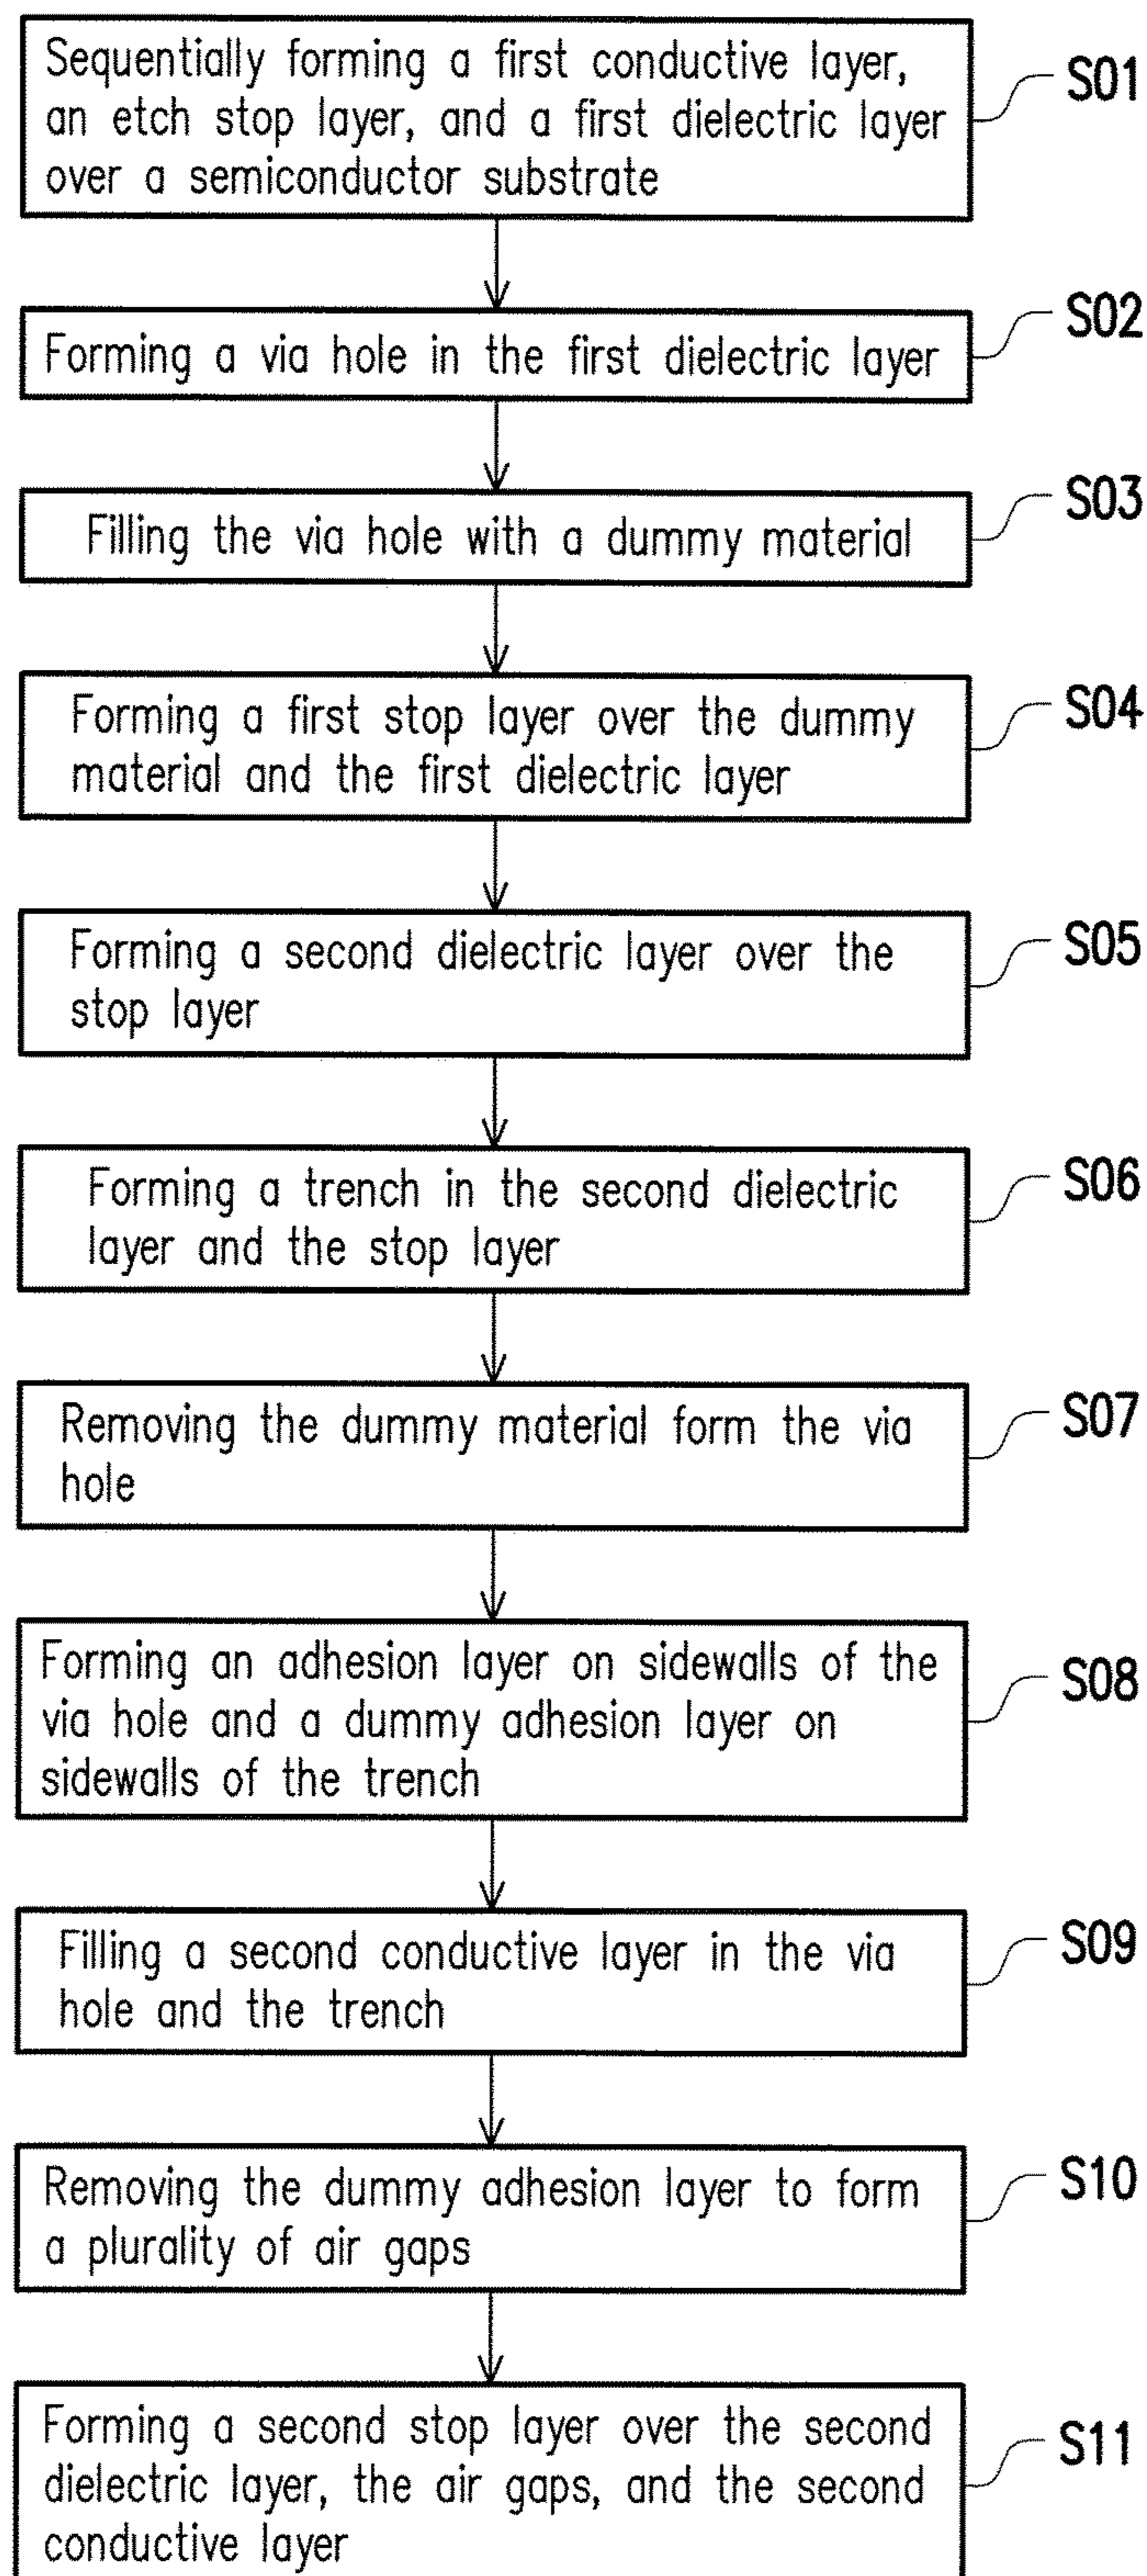 Sequentially forming a first conductive layer,
an etch stop layer, and a first dielectric layer
over a semiconductor substrate
S01
Forming a via hole in the first dielectric layer
S02
Filling the via hole with a dummy material
S03
Forming a first stop layer over the dummy
material and the first dielectric layer
S04
Forming a second dielectric layer over the
stop layer
S05
Forming a trench in the second dielectric
layer and the stop layer
S06
Removing the dummy material form the via
hole
S07
Forming an adhesion layer on sidewalls of the
via hole and a dummy adhesion layer on
sidewalls of the trench
S08
Filling a second conductive layer in the via
hole and the trench
S09
Removing the dummy adhesion layer to form
a plurality of air gaps
S10
Forming a second stop layer over the second
dielectric layer, the air gaps, and the second
conductive layer
S11